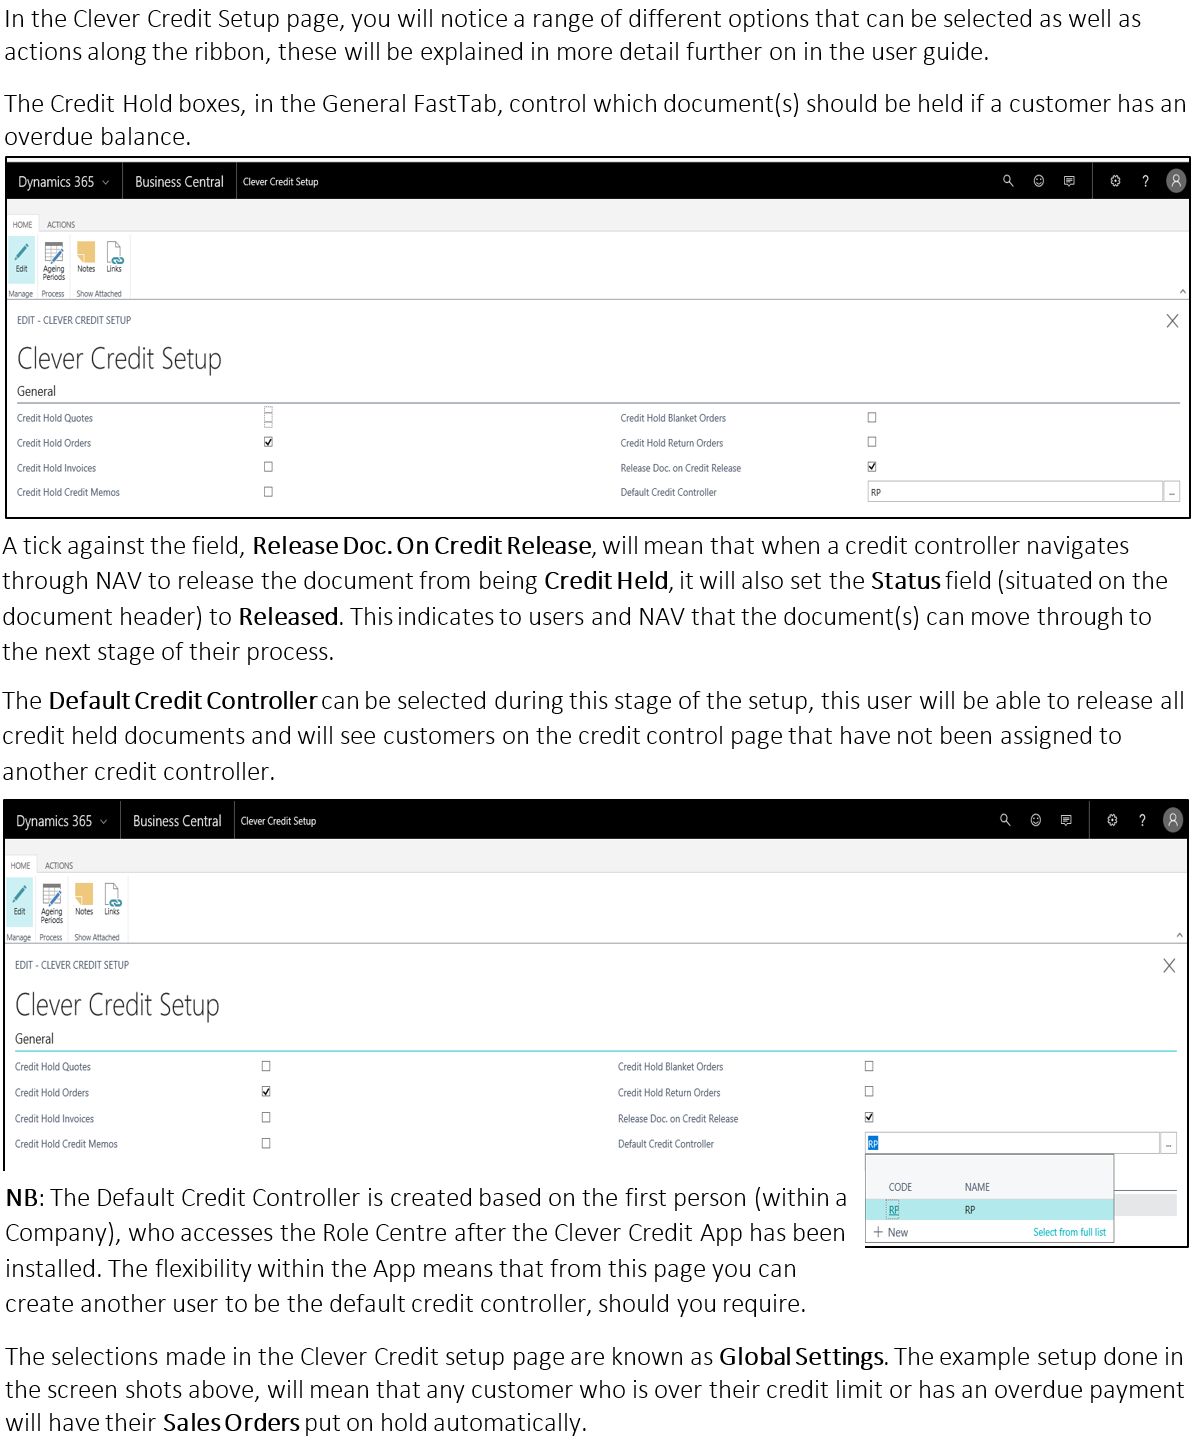 In the Clever Credit Setup page, you will notice a range of different options that can be selected as well as
actions along the ribbon, these will be explained in more detail further on in the user guide.
The Credit Hold boxes, in the General FastTab, control which document(s) should be held if a customer has an
overdue balance.
Dynamics 365 Business Central Clever Credit Setup ?
HOME ACTIONS
Edit Ageing Periods Notes Links
Manage Process Show Attached
EDIT - CLEVER CREDIT SETUP
Clever Credit Setup
General
Credit Hold Quotes Credit Hold Blanket Orders
Credit Hold Orders Credit Hold Return Orders
Credit Hold Invoices Release Doc. on Credit Release
Credit Hold Credit Memos Default Credit Controller RP ...
A tick against the field, Release Doc. On Credit Release, will mean that when a credit controller navigates
through NAV to release the document from being Credit Held, it will also set the Status field (situated on the
document header) to Released. This indicates to users and NAV that the document(s) can move through to
the next stage of their process.
The Default Credit Controller can be selected during this stage of the setup, this user will be able to release all
credit held documents and will see customers on the credit control page that have not been assigned to
another credit controller.
Dynamics 365 Business Central Clever Credit Setup ?
HOME ACTIONS
Edit Ageing Periods Notes Links
Manage Process Show Attached
EDIT - CLEVER CREDIT SETUP
Clever Credit Setup
General
Credit Hold Quotes Credit Hold Blanket Orders
Credit Hold Orders Credit Hold Return Orders
Credit Hold Invoices Release Doc. on Credit Release
Credit Hold Credit Memos Default Credit Controller RP ...
CODE NAME
RP RP
+ New Select from full list
NB: The Default Credit Controller is created based on the first person (within a
Company), who accesses the Role Centre after the Clever Credit App has been
installed. The flexibility within the App means that from this page you can
create another user to be the default credit controller, should you require.
The selections made in the Clever Credit setup page are known as Global Settings. The example setup done in
the screen shots above, will mean that any customer who is over their credit limit or has an overdue payment
will have their Sales Orders put on hold automatically.